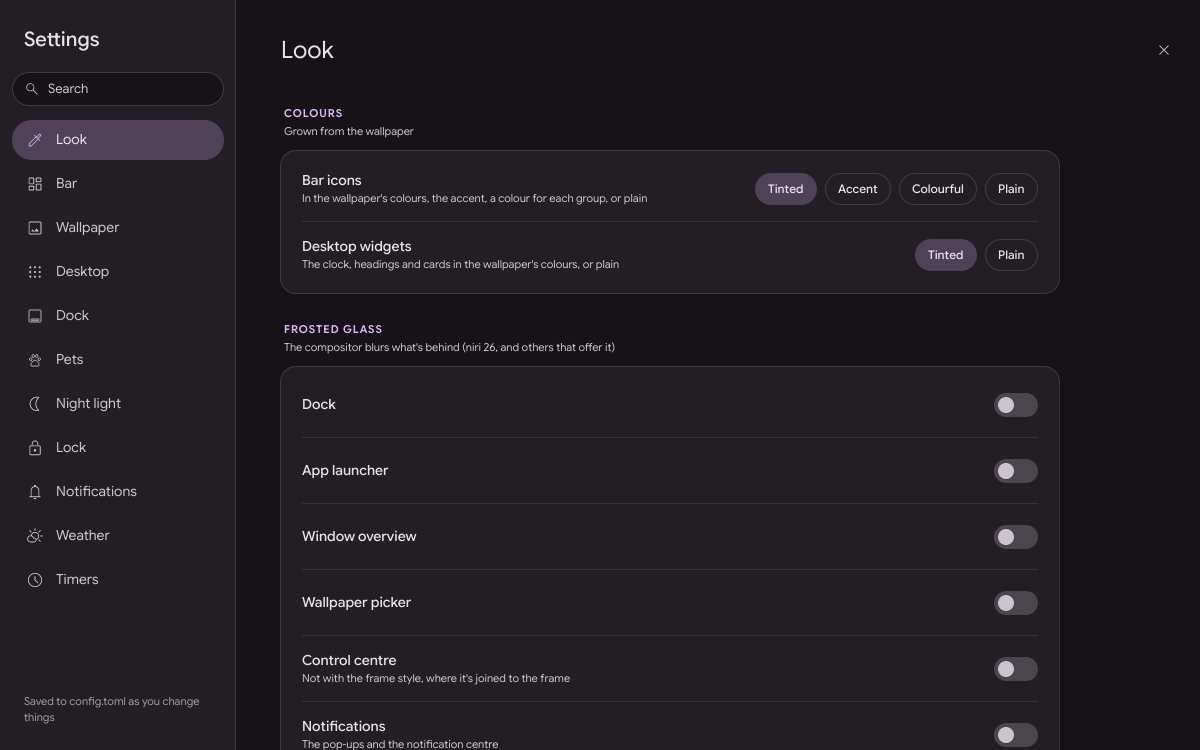 Settings
Search
Look
Bar
Wallpaper
Desktop
Dock
Pets
Night light
Lock
Notifications
Weather
Timers
Saved to config.toml as you change
things
Look
COLOURS
Grown from the wallpaper
Bar icons
In the wallpaper's colours, the accent, a colour for each group, or plain
Tinted
Accent
Colourful
Plain
Desktop widgets
The clock, headings and cards in the wallpaper's colours, or plain
Tinted
Plain
FROSTED GLASS
The compositor blurs what's behind (niri 26, and others that offer it)
Dock
App launcher
Window overview
Wallpaper picker
Control centre
Not with the frame style, where it's joined to the frame
Notifications
The pop-ups and the notification centre